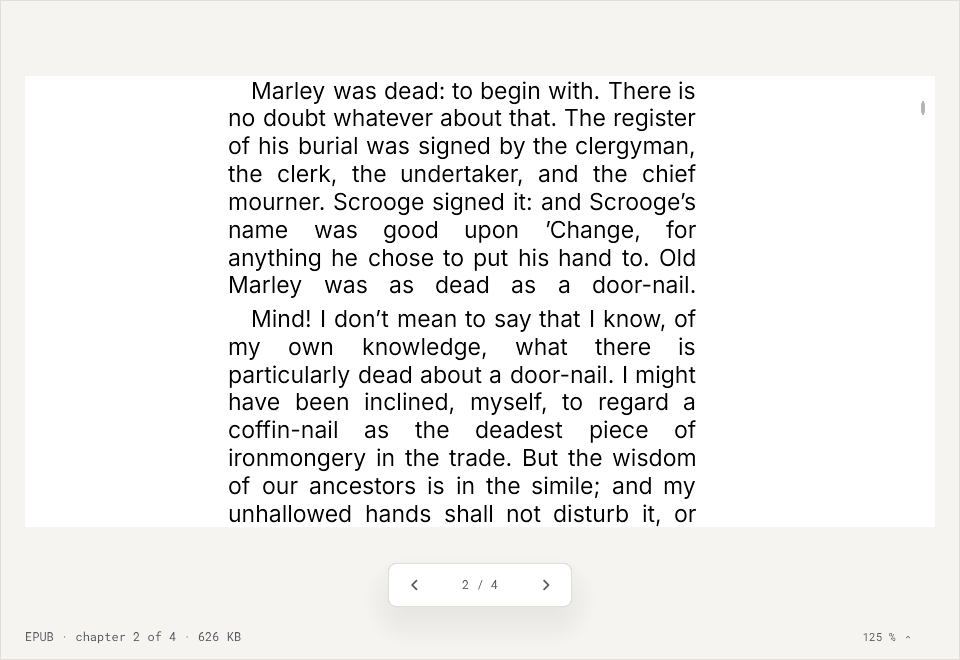 Marley was dead: to begin with. There is
no doubt whatever about that. The register
of his burial was signed by the clergyman,
the clerk, the undertaker, and the chief
mourner. Scrooge signed it: and Scrooge’s
name was good upon ’Change, for
anything he chose to put his hand to. Old
Marley was as dead as a door-nail.
Mind! I don’t mean to say that I know, of
my own knowledge, what there is
particularly dead about a door-nail. I might
have been inclined, myself, to regard a
coffin-nail as the deadest piece of
ironmongery in the trade. But the wisdom
of our ancestors is in the simile; and my
unhallowed hands shall not disturb it, or
2 / 4
EPUB · chapter 2 of 4 · 626 KB
125 %